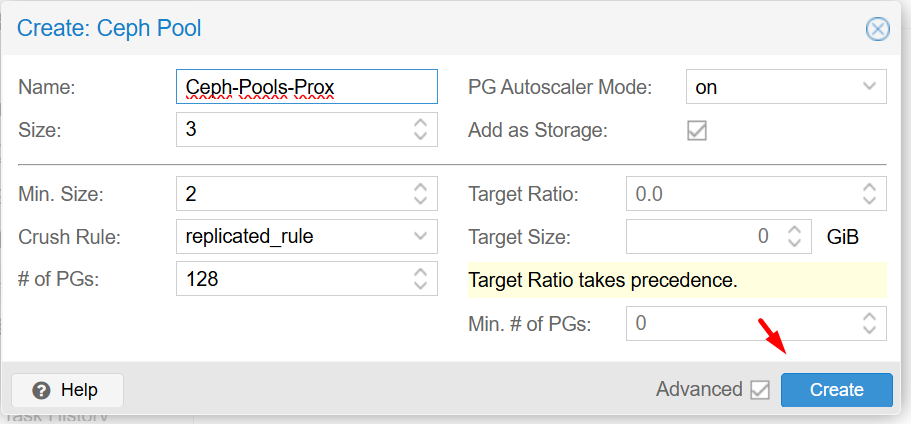 Create: Ceph Pool
Name: Ceph-Pools-Prox PG Autoscaler Mode: on
Size: 3 Add as Storage:
Min. Size: 2 Target Ratio: 0.0
Crush Rule: replicated_rule Target Size: 0 GiB
# of PGs: 128 Target Ratio takes precedence.
Min. # of PGs: 0
Help Advanced Create
Task History